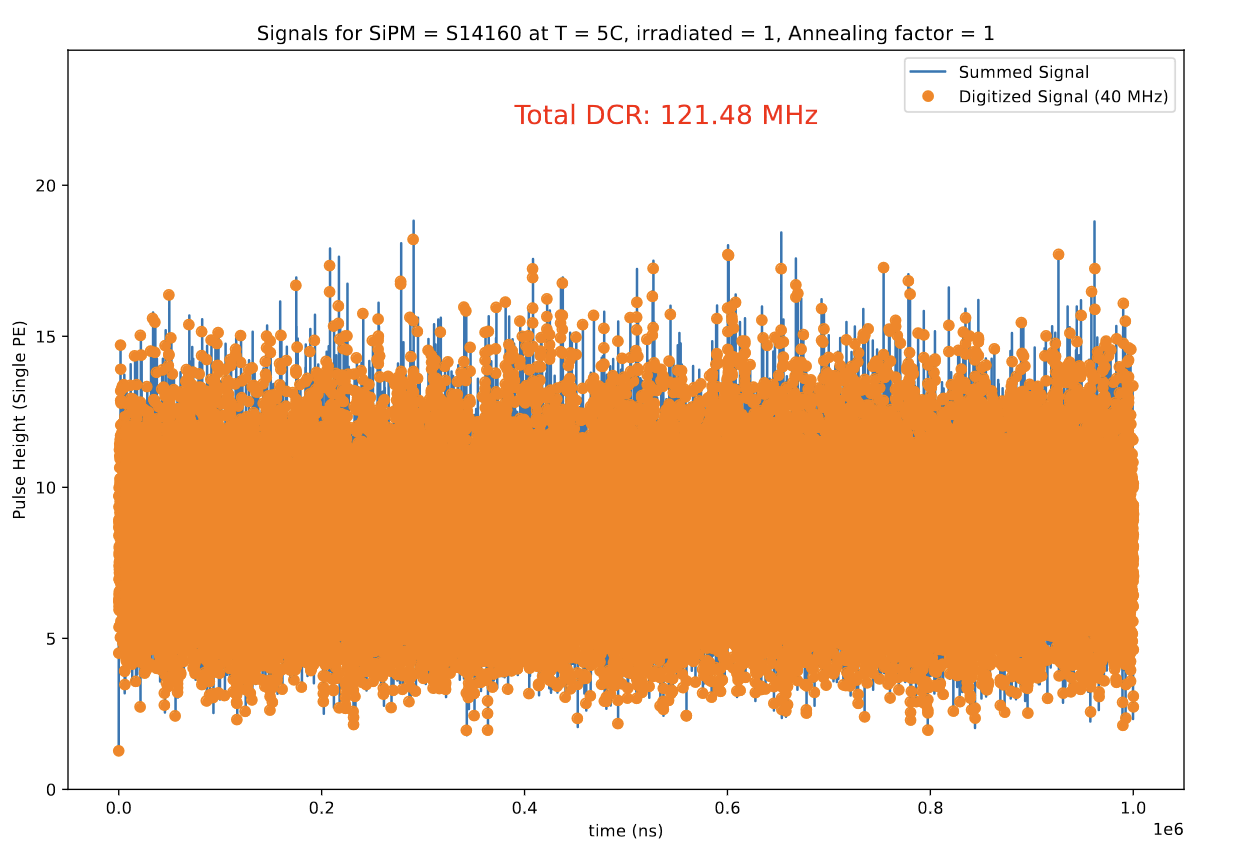 Signals for SiPM = S14160 at T = 5C, irradiated = 1, Annealing factor = 1
Summed Signal
Digitized Signal (40 MHz)
Total DCR: 121.48 MHz
Pulse Height (Single PE)
20
15
10
5
0
0.0 0.2 0.4 0.6 0.8 1.0
time (ns)
1e6